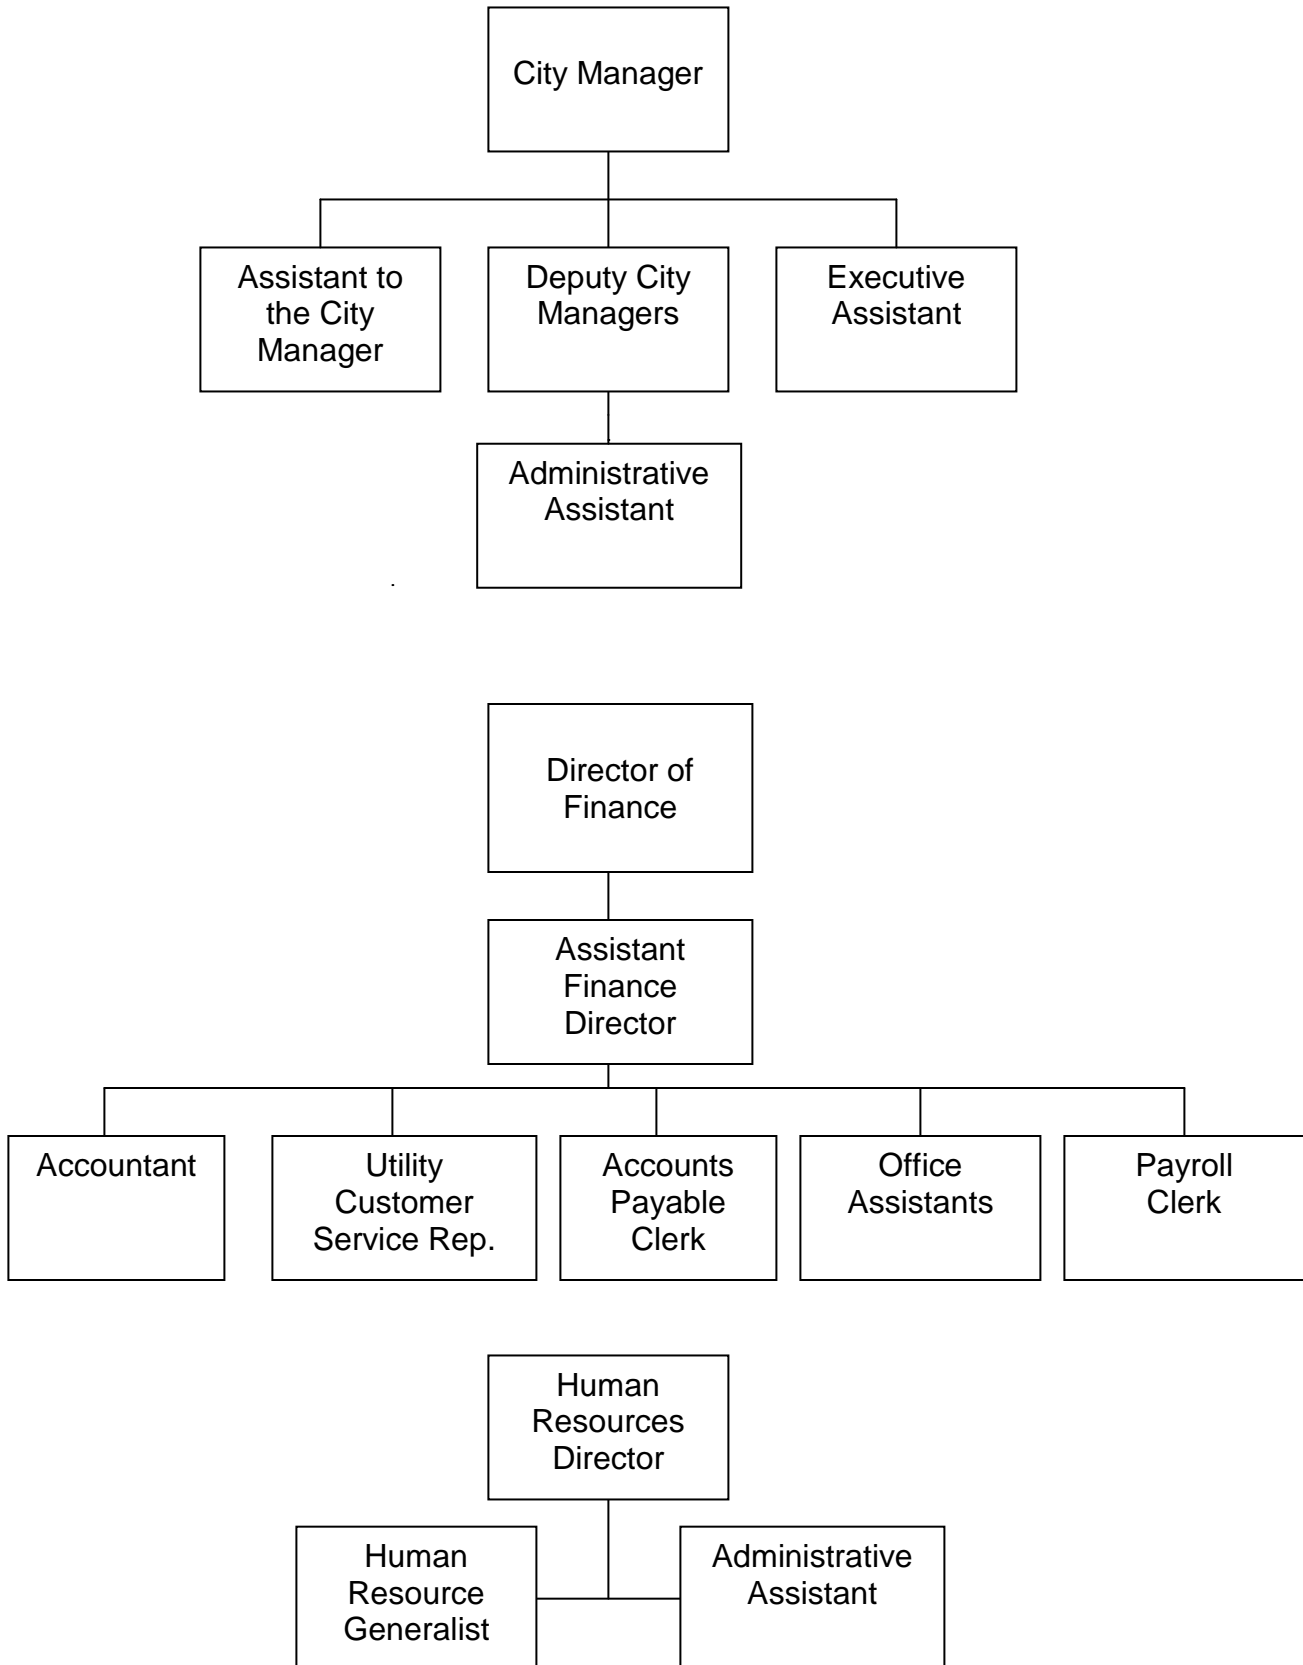 City Manager
Assistant to
the City
Manager
Deputy City
Managers
Executive
Assistant
Administrative
Assistant
Director of
Finance
Assistant
Finance
Director
Accountant
Utility
Customer
Service Rep.
Accounts
Payable
Clerk
Office
Assistants
Payroll
Clerk
Human
Resources
Director
Human
Resource
Generalist
Administrative
Assistant